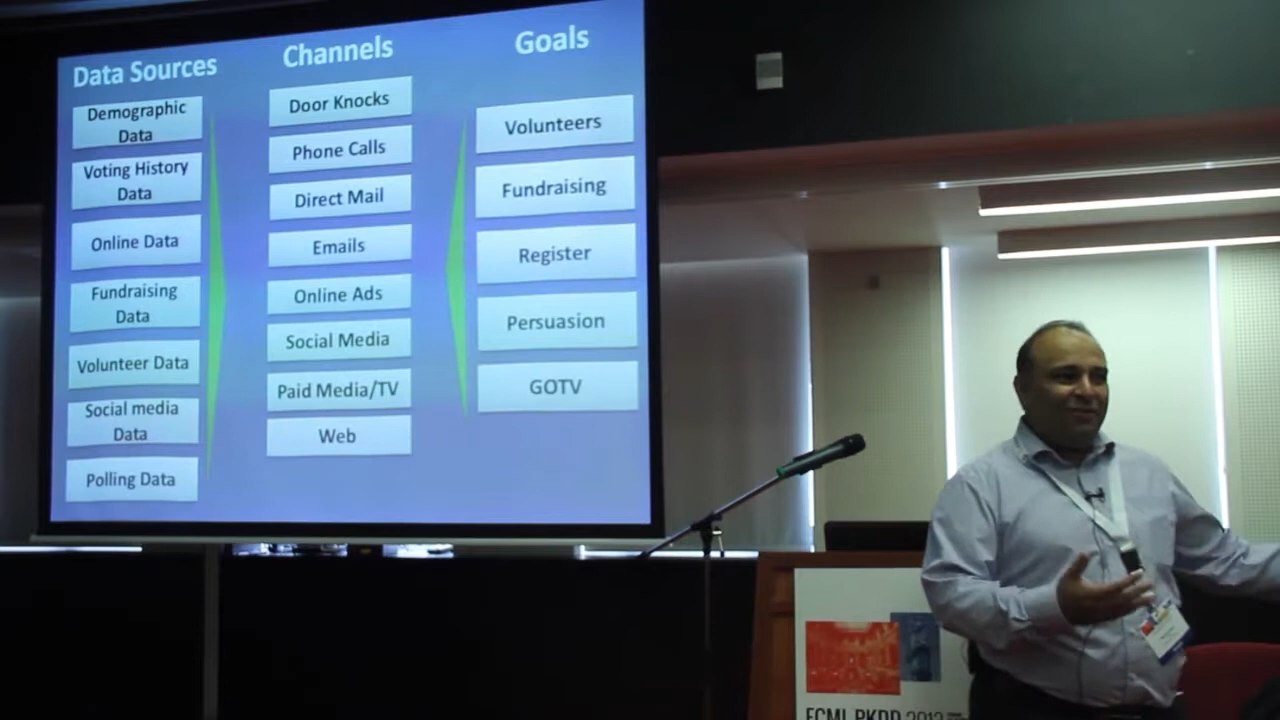 Data Sources
Demographic
Data
Voting History
Data
Online Data
Fundraising
Data
Volunteer Data
Social media
Data
Polling Data
Channels
Door Knocks
Phone Calls
Direct Mail
Emails
Online Ads
Social Media
Paid Media/TV
Web
Goals
Volunteers
Fundraising
Register
Persuasion
GOTV
ECML PKDD 2013